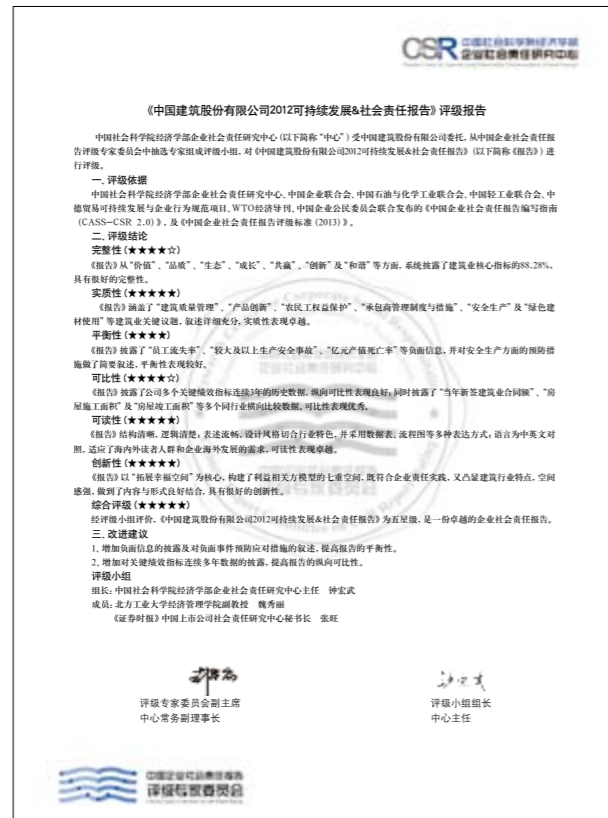 CSR 中国社会科学院经济学部
企业社会责任研究中心
《中国建筑股份有限公司2012可持续发展&社会责任报告》评级报告
中国社会科学院经济学部企业社会责任研究中心（以下简称“中心”）受中国建筑股份有限公司委托，从中国企业社会责任报
告评级专家委员会中抽选专家组成评级小组，对《中国建筑股份有限公司2012可持续发展&社会责任报告》（以下简称《报告》）进
行评级。
一、评级依据
中国社会科学院经济学部企业社会责任研究中心、中国企业联合会、中国石油与化学工业联合会、中国轻工业联合会、中
德贸易可持续发展与企业行为规范项目、WTO经济导刊、中国企业公民委员会联合发布的《中国企业社会责任报告编写指南
（CASS-CSR 2.0）》，及《中国企业社会责任报告评级标准（2013）》。
二、评级结论
完整性（★★★★☆）
《报告》从“价值”、“品质”、“生态”、“成长”、“共赢”、“创新”及“和谐”等方面，系统披露了建筑业核心指标的88.28%，
具有很好的完整性。
实质性（★★★★★）
《报告》涵盖了“建筑质量管理”、“产品创新”、“农民工权益保护”、“承包商管理制度与措施”、“安全生产”及“绿色建
材使用”等建筑业关键议题，叙述详细充分，实质性表现卓越。
平衡性（★★★★）
《报告》披露了“员工流失率”、“较大及以上生产安全事故”、“亿元产值死亡率”等负面信息，并对安全生产方面的预防措
施做了简要叙述，平衡性表现较好。
可比性（★★★★☆）
《报告》披露了公司多个关键绩效指标连续3年的历史数据，纵向可比性表现良好；同时披露了“当年新签建筑业合同额”、“房
屋施工面积”及“房屋竣工面积”等多个同行业横向比较数据，可比性表现优秀。
可读性（★★★★★）
《报告》结构清晰，逻辑清楚；表述流畅，设计风格切合行业特色，并采用数据表、流程图等多种表达方式；语言为中英文对
照，适应了海内外读者人群和企业海外发展的需求，可读性表现卓越。
创新性（★★★★★）
《报告》以“拓展幸福空间”为核心，构建了利益相关方模型的七重空间，既符合企业责任实践，又凸显建筑行业特点，空间
感强，做到了内容与形式良好结合，具有很好的创新性。
综合评级（★★★★★）
经评级小组评价，《中国建筑股份有限公司2012可持续发展&社会责任报告》为五星级，是一份卓越的企业社会责任报告。
三、改进建议
1、增加负面信息的披露及对负面事件预防应对措施的叙述，提高报告的平衡性。
2、增加对关键绩效指标连续多年数据的披露，提高报告的纵向可比性。
评级小组
组长：中国社会科学院经济学部企业社会责任研究中心主任 钟宏武
成员：北方工业大学经济管理学院副教授 魏秀丽
《证券时报》中国上市公司社会责任研究中心秘书长 张旺
评级专家委员会副主席
中心常务副理事长
评级小组组长
中心主任
中国企业社会责任报告
评级专家委员会